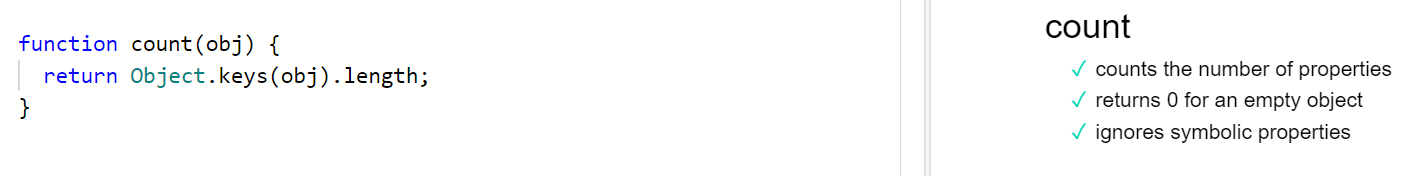 function count(obj) {
  return Object.keys(obj).length;
}
count
✓ counts the number of properties
✓ returns 0 for an empty object
✓ ignores symbolic properties